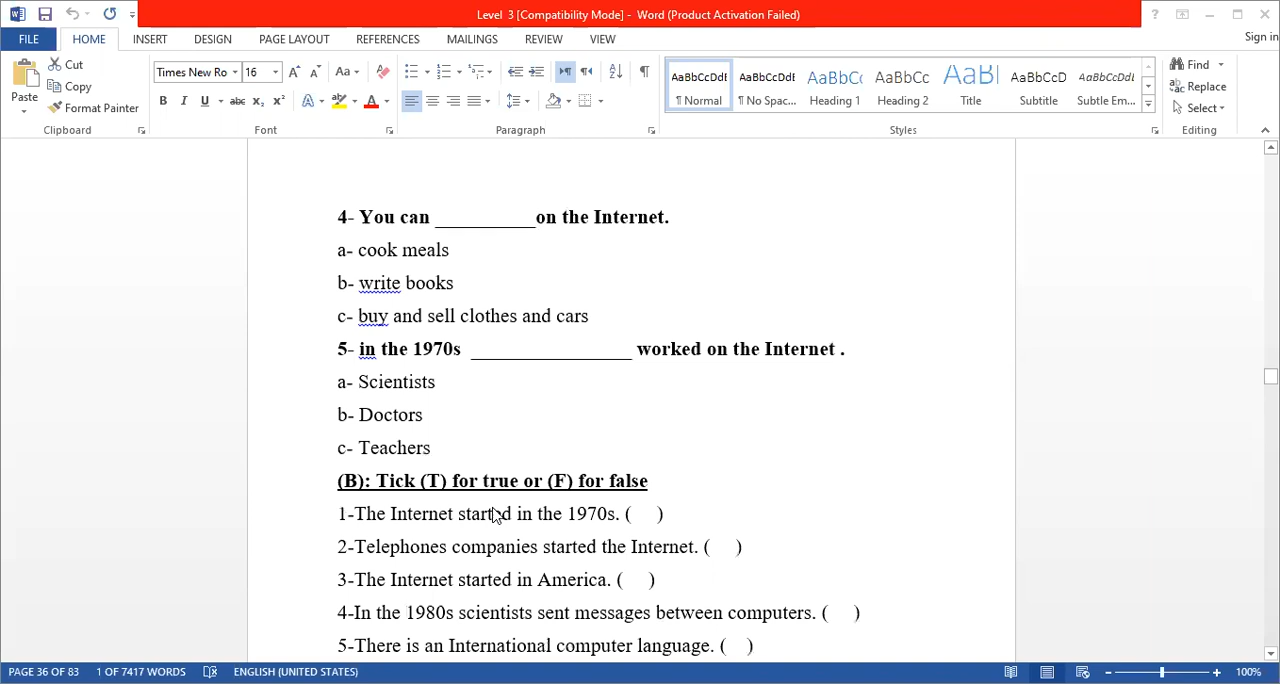 Level 3 [Compatibility Mode] - Word (Product Activation Failed)
FILE HOME INSERT DESIGN PAGE LAYOUT REFERENCES MAILINGS REVIEW VIEW Sign in
Paste
Cut
Copy
Format Painter
Clipboard
Times New Ro 16
Font
Paragraph
AaBbCcDdI AaBbCcDdI AaBbCc AaBbCc AaBl AaBbCcD AaBbCcDdI
¶ Normal ¶ No Spac... Heading 1 Heading 2 Title Subtitle Subtle Em...
Styles
Find
Replace
Select
Editing
4- You can __________on the Internet.
a- cook meals
b- write books
c- buy and sell clothes and cars
5- in the 1970s ________________ worked on the Internet .
a- Scientists
b- Doctors
c- Teachers
(B): Tick (T) for true or (F) for false
1-The Internet started in the 1970s. (     )
2-Telephones companies started the Internet. (     )
3-The Internet started in America. (     )
4-In the 1980s scientists sent messages between computers. (     )
5-There is an International computer language. (    )
PAGE 36 OF 83 1 OF 7417 WORDS ENGLISH (UNITED STATES) 100%